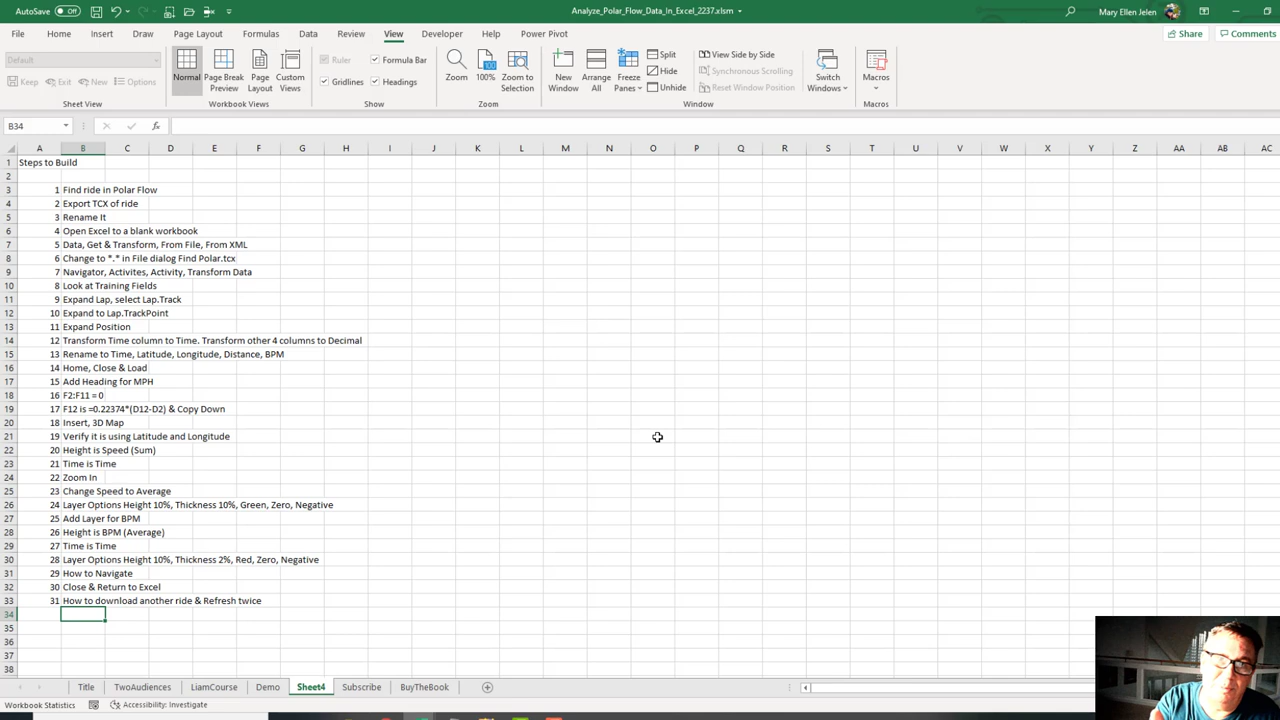 AutoSave Off
Analyze_Polar_Flow_Data_In_Excel_2237.xlsm
Mary Ellen Jelen
File Home Insert Draw Page Layout Formulas Data Review View Developer Help Power Pivot
Share Comments
Default
Keep Exit New Options
Sheet View
Normal
Page Break Preview
Page Layout
Custom Views
Workbook Views
Ruler Formula Bar
Gridlines Headings
Show
Zoom
100
100%
Zoom to Selection
Zoom
New Window
Arrange All
Freeze Panes
Split
Hide
Unhide
View Side by Side
Synchronous Scrolling
Reset Window Position
Switch Windows
Window
Macros
Macros
B34
fx
A B C D E F G H I J K L M N O P Q R S T U V W X Y Z AA AB AC
1 Steps to Build
2
3 1 Find ride in Polar Flow
4 2 Export TCX of ride
5 3 Rename It
6 4 Open Excel to a blank workbook
7 5 Data, Get & Transform, From File, From XML
8 6 Change to *.* in File dialog Find Polar.tcx
9 7 Navigator, Activites, Activity, Transform Data
10 8 Look at Training Fields
11 9 Expand Lap, select Lap.Track
12 10 Expand to Lap.TrackPoint
13 11 Expand Position
14 12 Transform Time column to Time. Transform other 4 columns to Decimal
15 13 Rename to Time, Latitude, Longitude, Distance, BPM
16 14 Home, Close & Load
17 15 Add Heading for MPH
18 16 F2:F11 = 0
19 17 F12 is =0.22374*(D12-D2) & Copy Down
20 18 Insert, 3D Map
21 19 Verify it is using Latitude and Longitude
22 20 Height is Speed (Sum)
23 21 Time is Time
24 22 Zoom In
25 23 Change Speed to Average
26 24 Layer Options Height 10%, Thickness 10%, Green, Zero, Negative
27 25 Add Layer for BPM
28 26 Height is BPM (Average)
29 27 Time is Time
30 28 Layer Options Height 10%, Thickness 2%, Red, Zero, Negative
31 29 How to Navigate
32 30 Close & Return to Excel
33 31 How to download another ride & Refresh twice
34
35
36
37
38
Title TwoAudiences LiamCourse Demo Sheet4 Subscribe BuyTheBook
Workbook Statistics Accessibility: Investigate